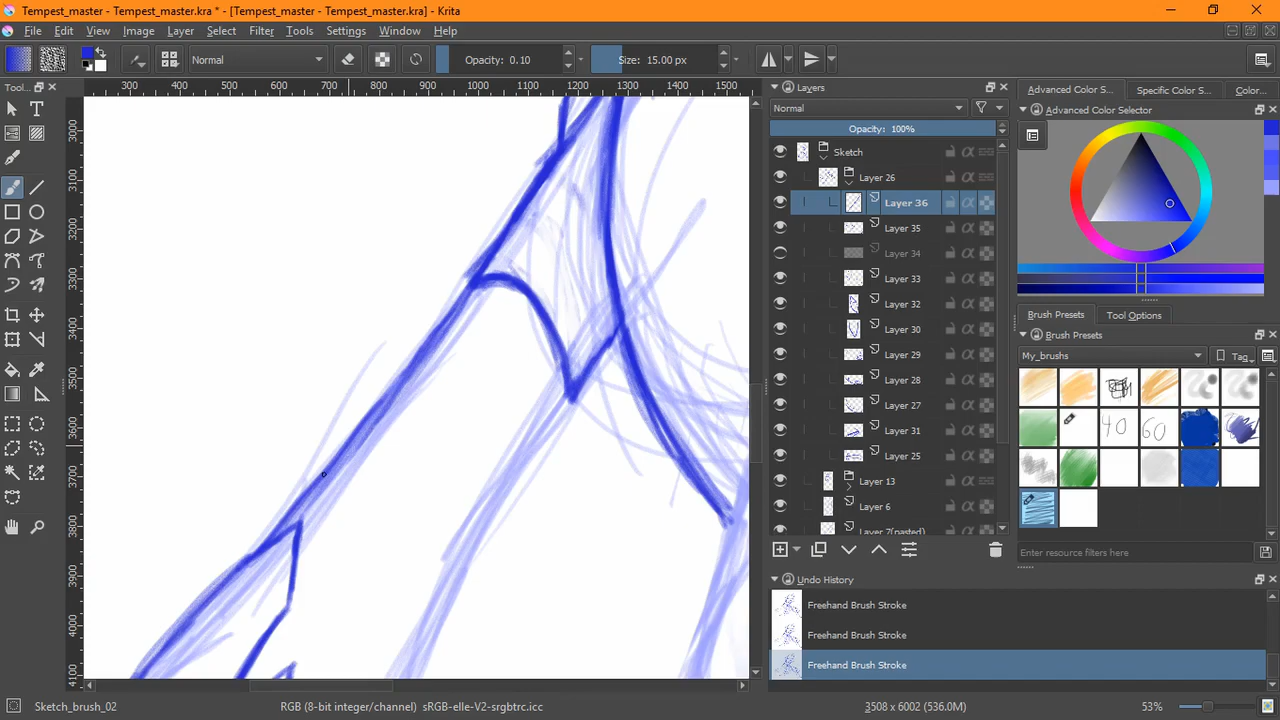 Tempest_master - Tempest_master.kra * - [Tempest_master - Tempest_master.kra] - Krita
File Edit View Image Layer Select Filter Tools Settings Window Help
Normal Opacity: 0.10 Size: 15.00 px
Tool...
300 400 500 600 700 800 900 1000 1100 1200 1300 1400 1500
3000
3100
3200
3300
3400
3500
3600
3700
3800
3900
4000
4100
Layers
Normal
Opacity: 100%
Sketch
Layer 26
Layer 36
Layer 35
Layer 34
Layer 33
Layer 32
Layer 30
Layer 29
Layer 28
Layer 27
Layer 31
Layer 25
Layer 13
Layer 6
Layer 7(pasted)
Undo History
Freehand Brush Stroke
Freehand Brush Stroke
Freehand Brush Stroke
Advanced Color S... Specific Color S... Color...
Advanced Color Selector
Brush Presets Tool Options
Brush Presets
My_brushes Tag
40 60
Enter resource filters here
Sketch_brush_02 RGB (8-bit integer/channel) sRGB-elle-V2-srgbtrc.icc 3508 x 6002 (536.0M) 53%